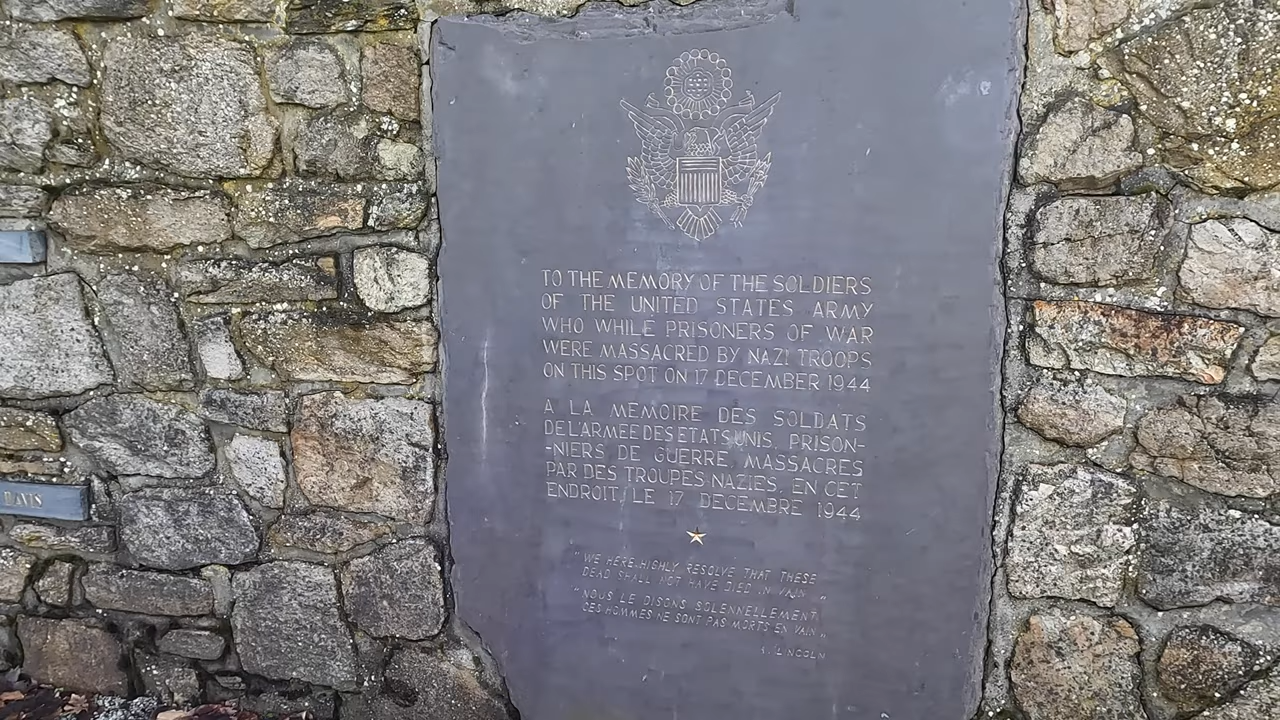 DAVIS
TO THE MEMORY OF THE SOLDIERS
OF THE UNITED STATES ARMY
WHO WHILE PRISONERS OF WAR
WERE MASSACRED BY NAZI TROOPS
ON THIS SPOT ON 17 DECEMBER 1944
A LA MEMOIRE DES SOLDATS
DE L'ARMEE DES ETATS UNIS, PRISON-
-NIERS DE GUERRE, MASSACRES
PAR DES TROUPES NAZIES, EN CET
ENDROIT, LE 17 DECEMBRE 1944
"WE HERE HIGHLY RESOLVE THAT THESE
DEAD SHALL NOT HAVE DIED IN VAIN"
"NOUS LE DISONS SOLENNELLEMENT,
CES HOMMES NE SONT PAS MORTS EN VAIN"
A. LINCOLN